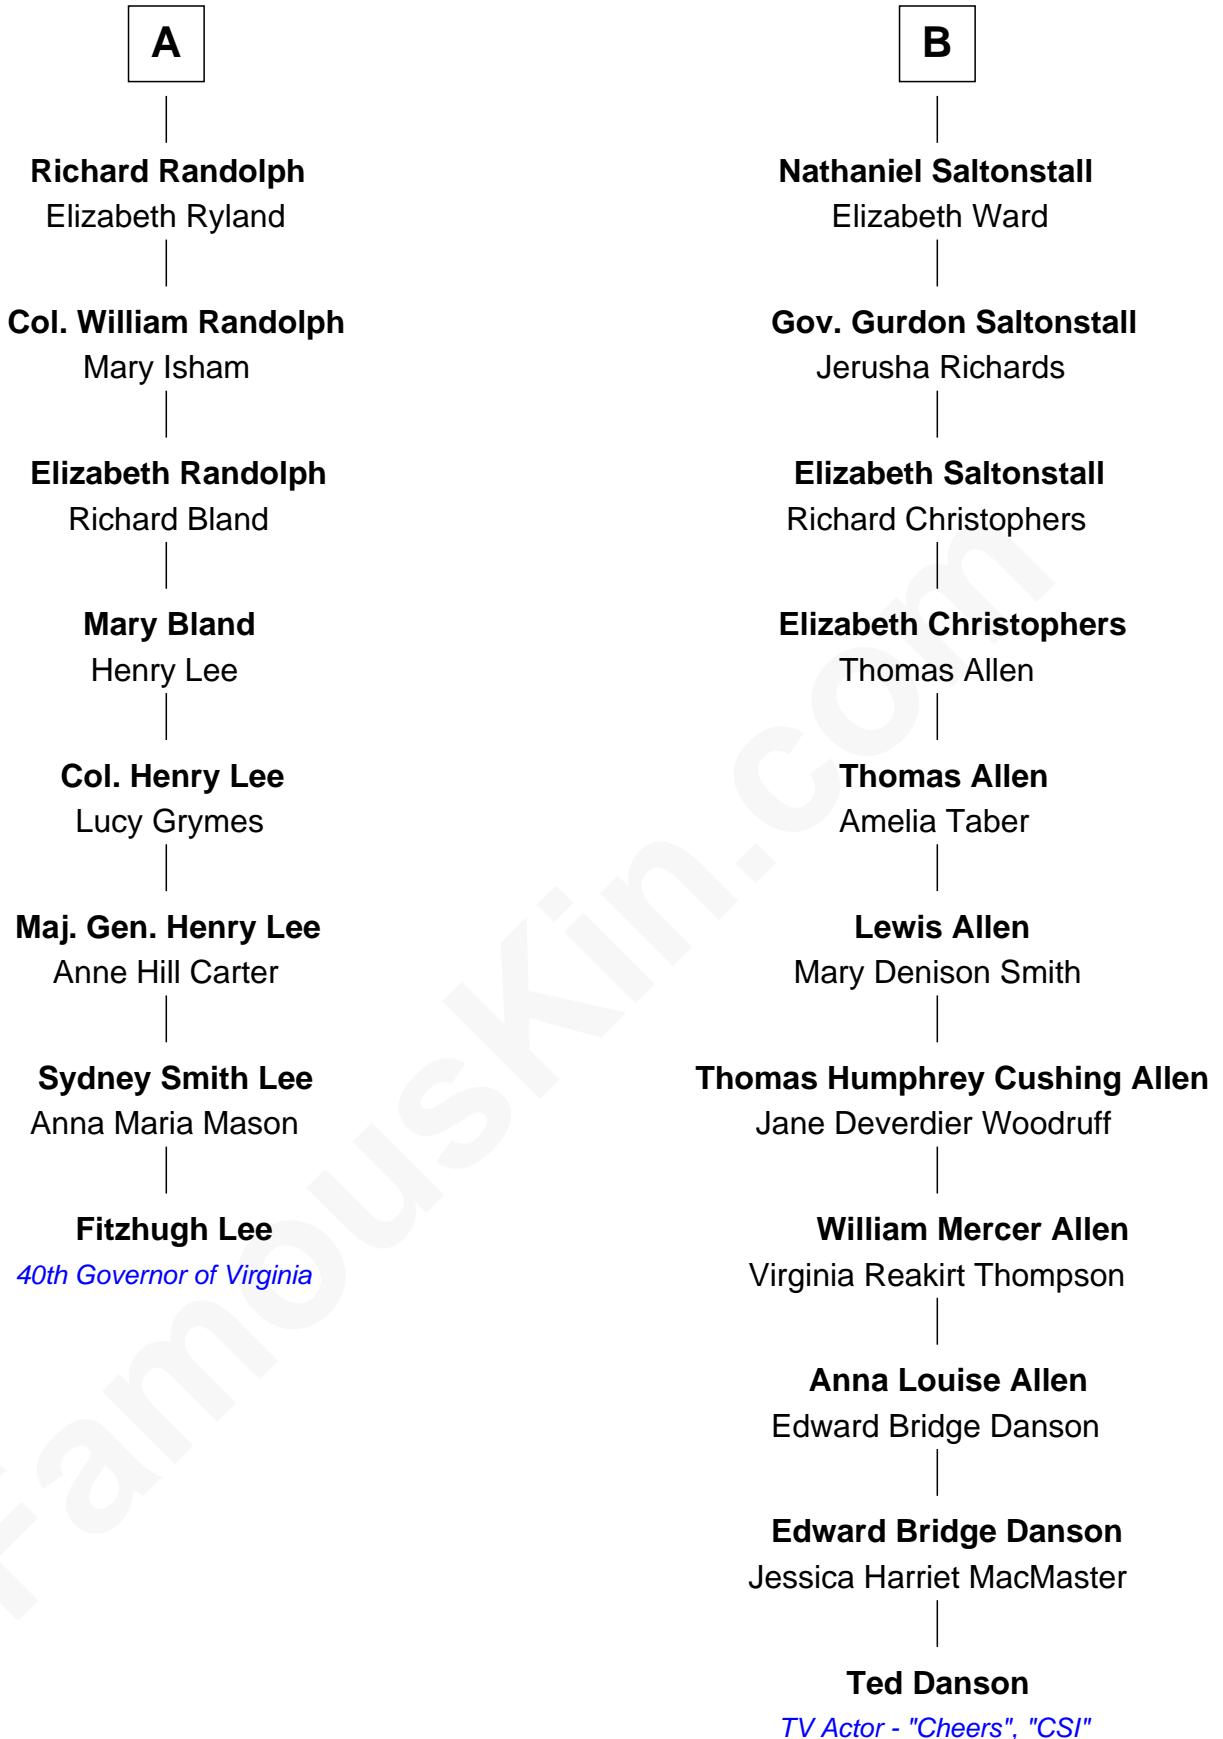 A
Richard Randolph
Elizabeth Ryland
Col. William Randolph
Mary Isham
Elizabeth Randolph
Richard Bland
Mary Bland
Henry Lee
Col. Henry Lee
Lucy Grymes
Maj. Gen. Henry Lee
Anne Hill Carter
Sydney Smith Lee
Anna Maria Mason
Fitzhugh Lee
40th Governor of Virginia
B
Nathaniel Saltonstall
Elizabeth Ward
Gov. Gurdon Saltonstall
Jerusha Richards
Elizabeth Saltonstall
Richard Christophers
Elizabeth Christophers
Thomas Allen
Thomas Allen
Amelia Taber
Lewis Allen
Mary Denison Smith
Thomas Humphrey Cushing Allen
Jane Deverdier Woodruff
William Mercer Allen
Virginia Reakirt Thompson
Anna Louise Allen
Edward Bridge Danson
Edward Bridge Danson
Jessica Harriet MacMaster
Ted Danson
TV Actor - "Cheers", "CSI"
FamousKin.com